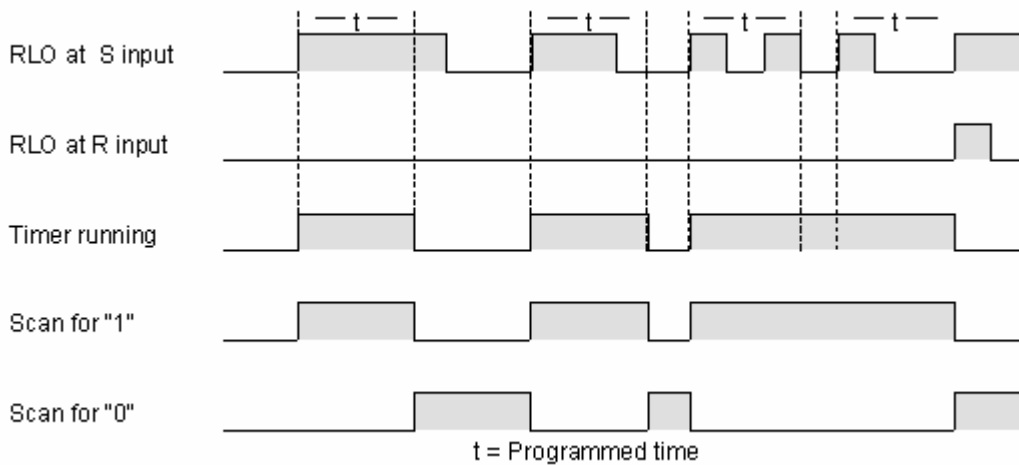 t t t t
RLO at S input
RLO at R input
Timer running
Scan for "1"
Scan for "0"
t = Programmed time